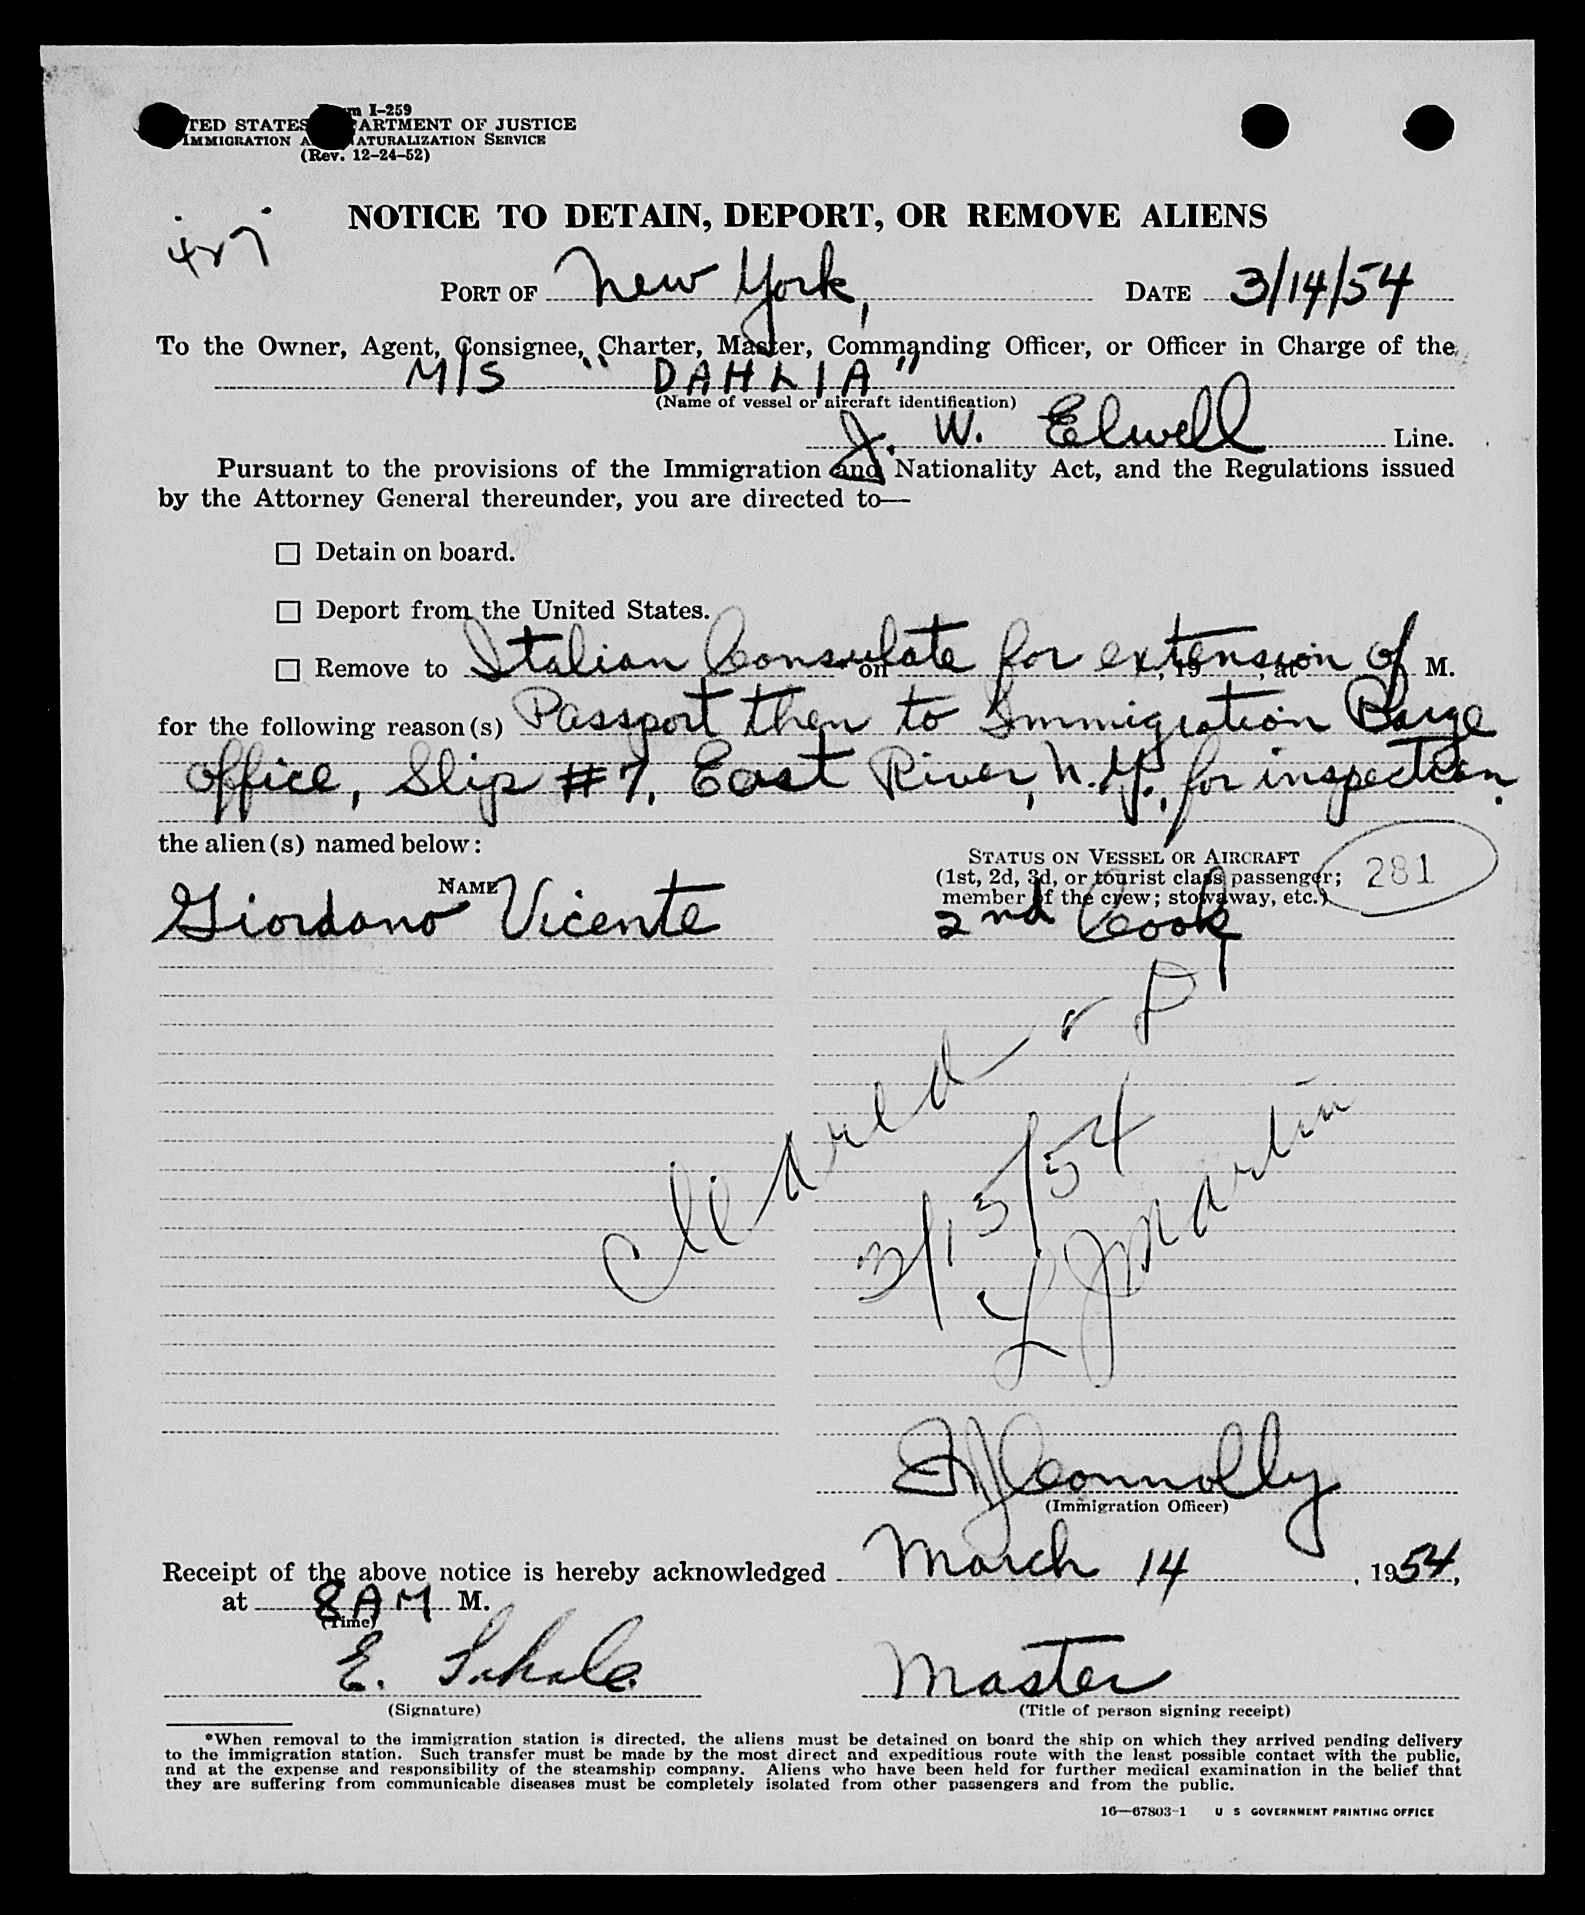 Form I-259
UNITED STATES DEPARTMENT OF JUSTICE
IMMIGRATION AND NATURALIZATION SERVICE
(Rev. 12-24-52)
NOTICE TO DETAIN, DEPORT, OR REMOVE ALIENS
PORT OF New York, DATE 3/14/54
To the Owner, Agent, Consignee, Charter, Master, Commanding Officer, or Officer in Charge of the
M/S "DAHLIA"
(Name of vessel or aircraft identification)
J. W. Elwell Line.
Pursuant to the provisions of the Immigration and Nationality Act, and the Regulations issued
by the Attorney General thereunder, you are directed to—
☐ Detain on board.
☐ Deport from the United States.
☐ Remove to Italian Consulate for extension of * on , 19 , at M.
for the following reason(s) Passport then to Immigration Barge
office, Slip #7, East River, N.Y., for inspection.
the alien(s) named below:
STATUS ON VESSEL OR AIRCRAFT
(1st, 2d, 3d, or tourist class passenger;
member of the crew; stowaway, etc.)
281
NAME
Giordano Vicente 2nd Cook
Cleared
3/15/54
L J Martin
F J Connolly
(Immigration Officer)
Receipt of the above notice is hereby acknowledged March 14, 1954,
at 8 AM M.
(Time)
E. Master
(Signature) (Title of person signing receipt)
*When removal to the immigration station is directed, the aliens must be detained on board the ship on which they arrived pending delivery
to the immigration station. Such transfer must be made by the most direct and expeditious route with the least possible contact with the public,
and at the expense and responsibility of the steamship company. Aliens who have been held for further medical examination in the belief that
they are suffering from communicable diseases must be completely isolated from other passengers and from the public.
16—67803-1 U S GOVERNMENT PRINTING OFFICE